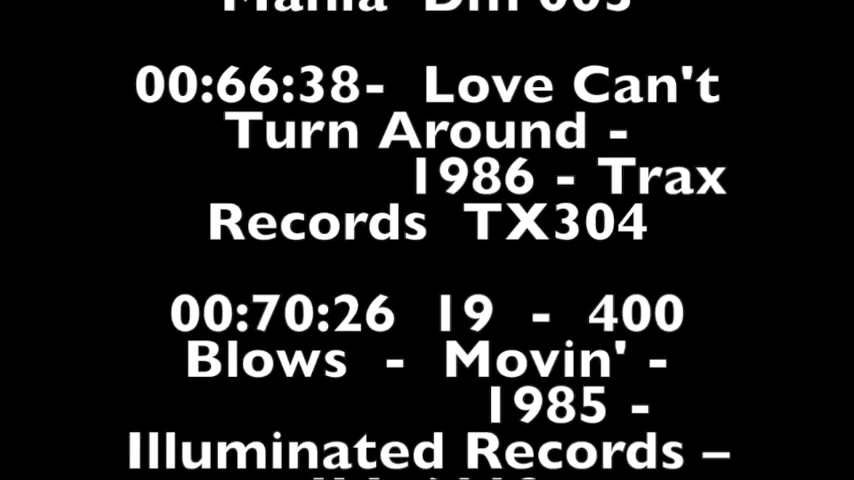 00:66:38-  Love Can't
Turn Around -
1986 - Trax
Records  TX304
00:70:26  19  -  400
Blows  -  Movin' -
1985 -
Illuminated Records –